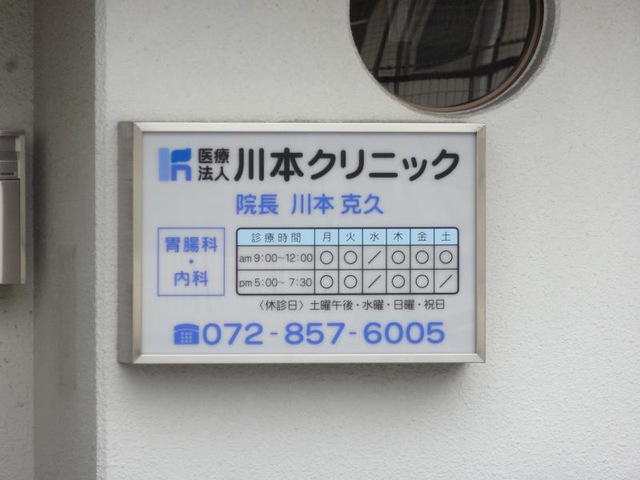 医療法人 川本クリニック
院長 川本 克久
胃腸科・内科
診療時間 月 火 水 木 金 土
am 9:00~12:00 ○ ○ / ○ ○ ○
pm 5:00~ 7:30 ○ ○ / ○ ○ /
〈休診日〉土曜午後・水曜・日曜・祝日
☎072-857-6005